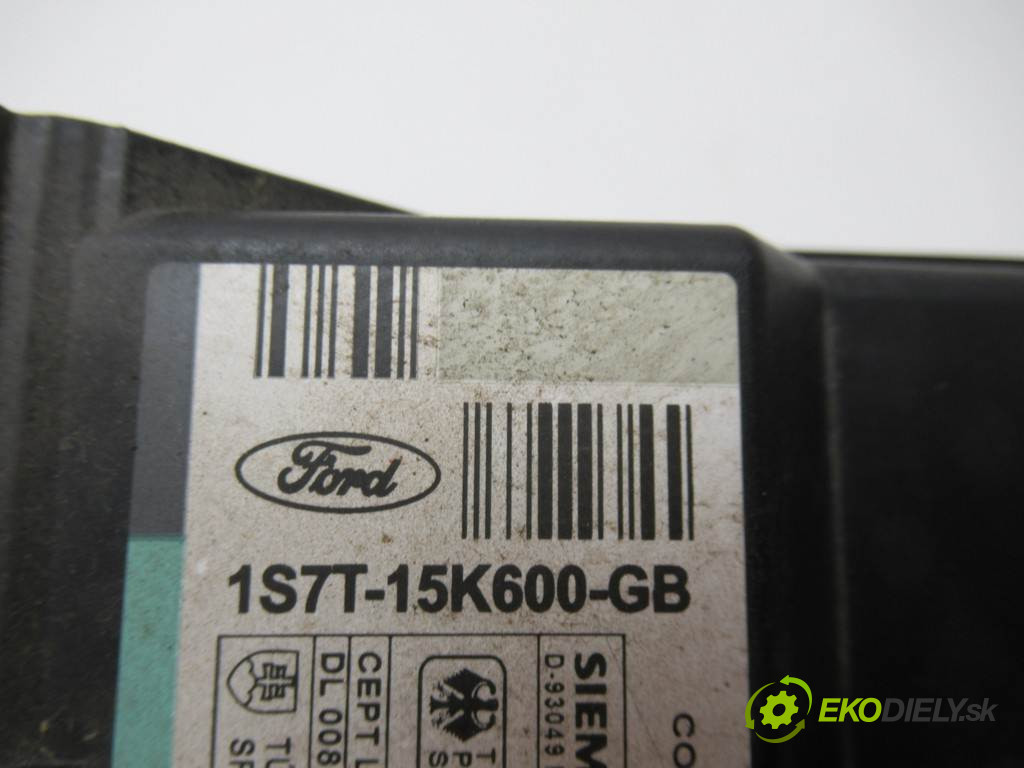 Ford
1S7T-15K600-GB
SIEM
D-93049
CEPT L
DL 008
CO
EKODIELY.sk